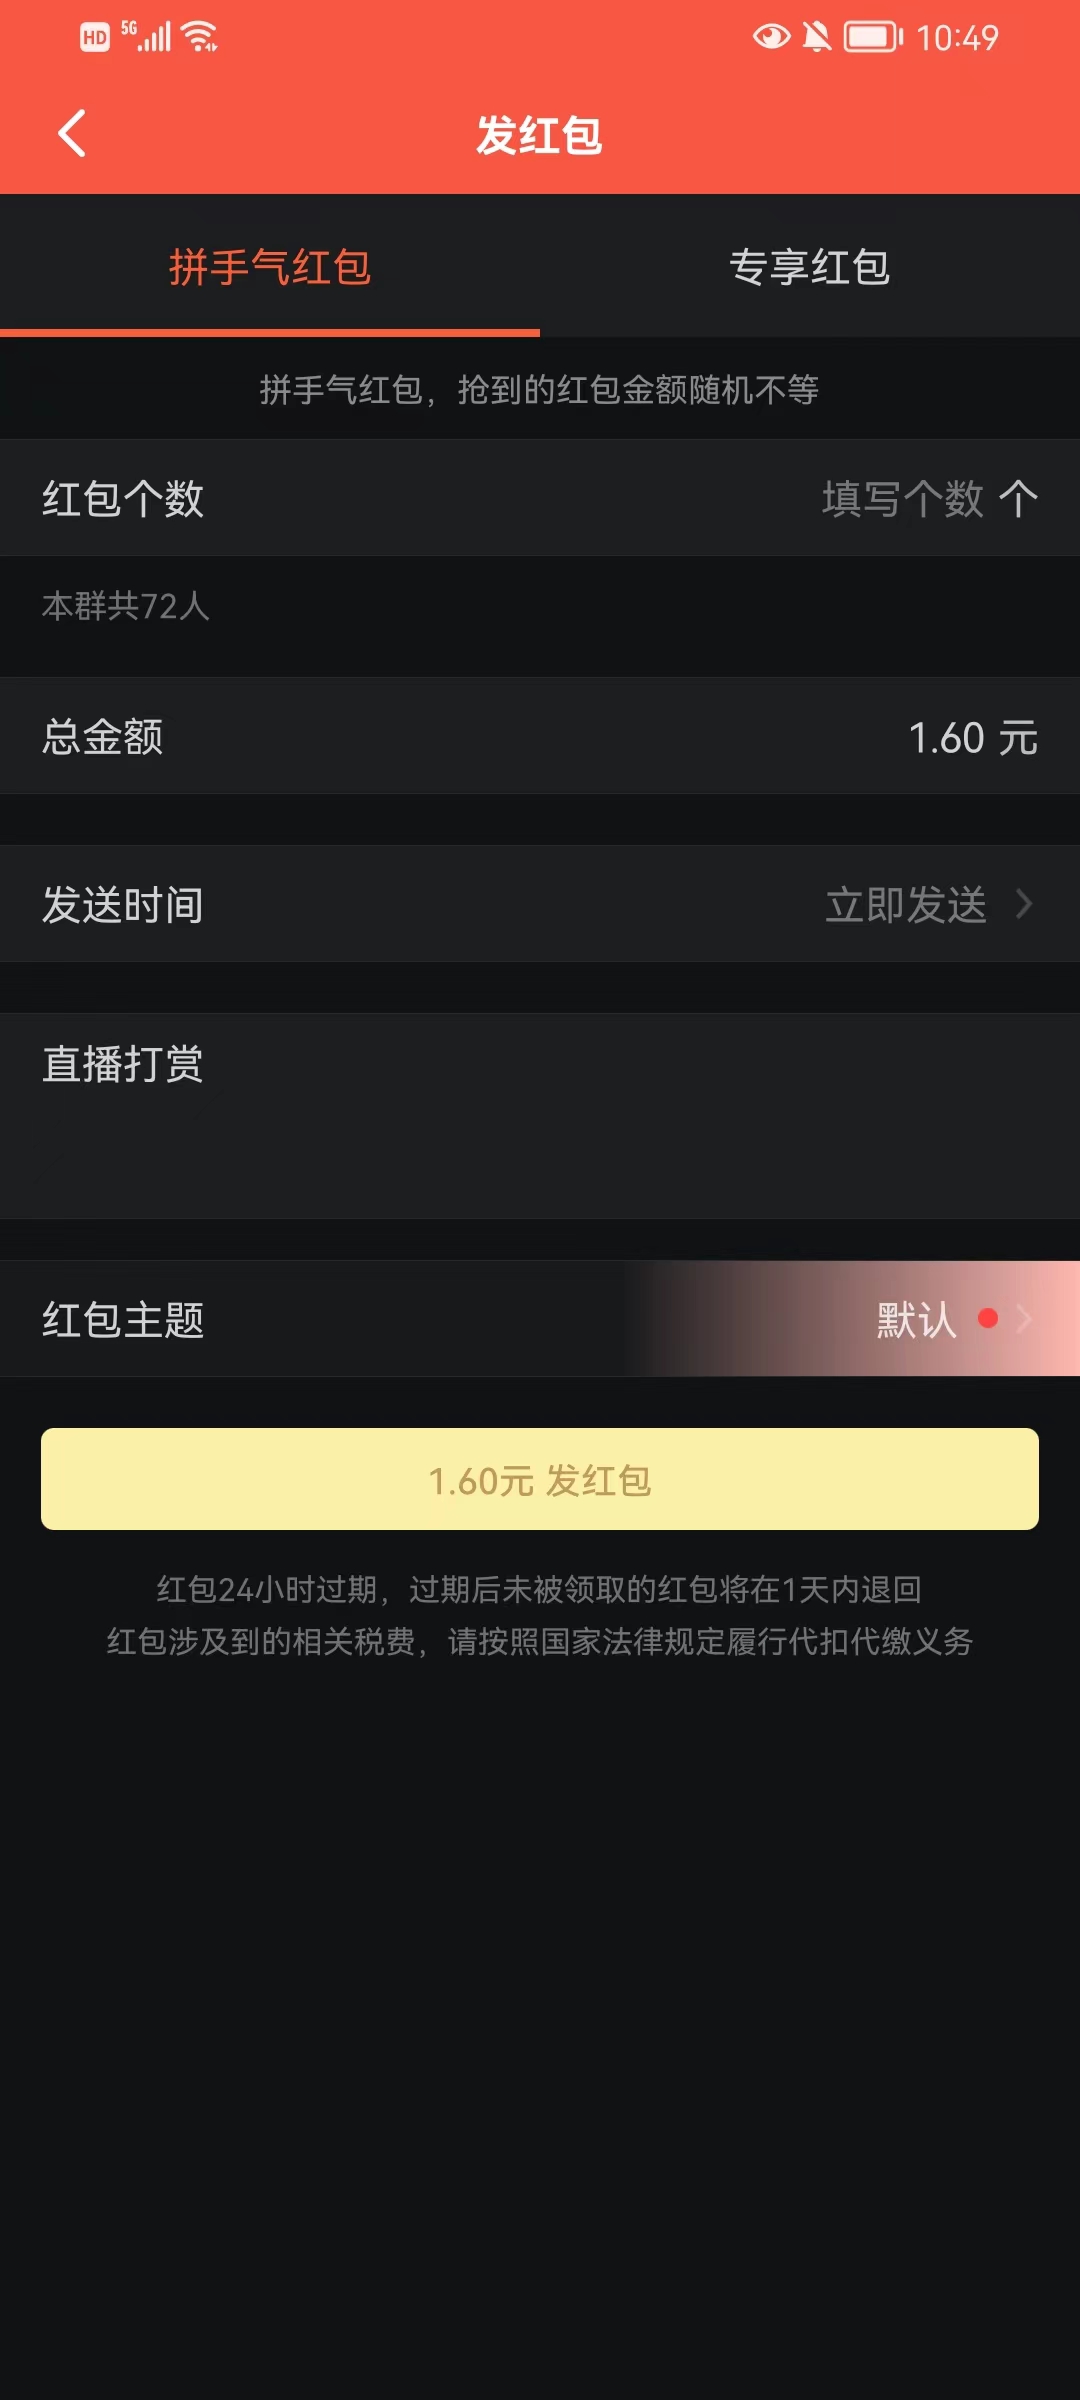 HD 5G 10:49
发红包
拼手气红包 专享红包
拼手气红包，抢到的红包金额随机不等
红包个数 填写个数 个
本群共72人
总金额 1.60 元
发送时间 立即发送
直播打赏
红包主题 默认
1.60元 发红包
红包24小时过期，过期后未被领取的红包将在1天内退回
红包涉及到的相关税费，请按照国家法律规定履行代扣代缴义务